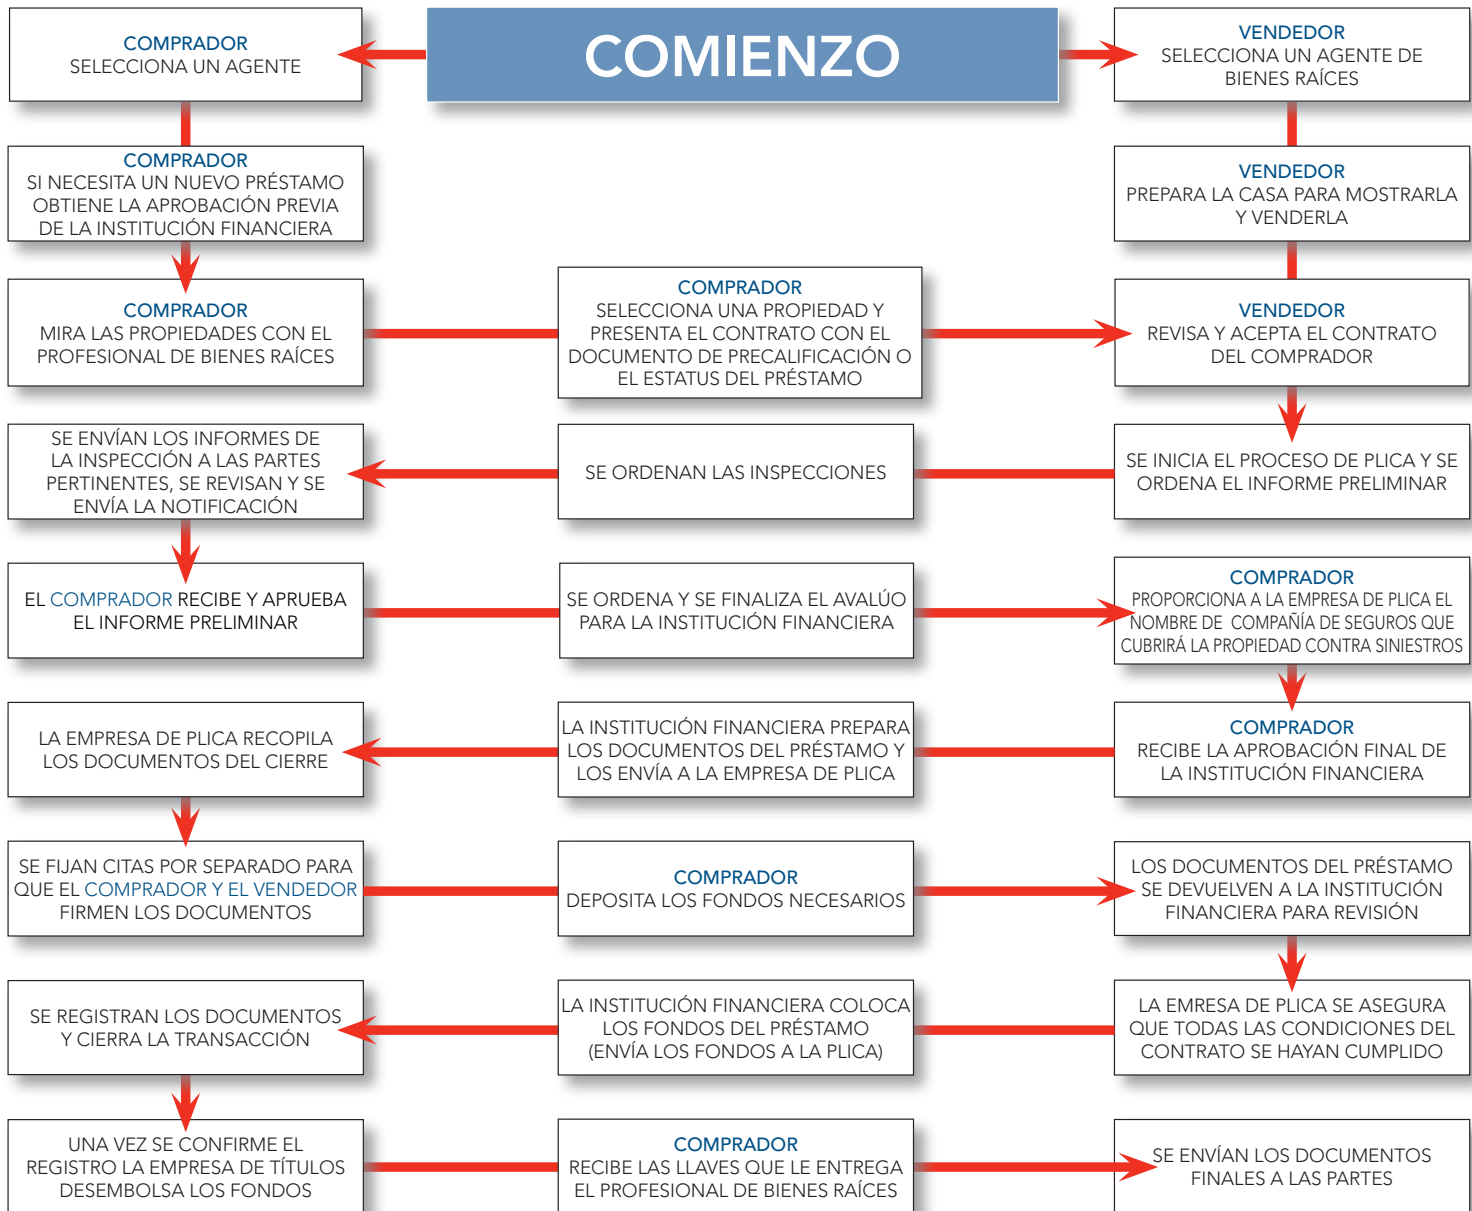 COMIENZO
COMPRADOR
SELECCIONA UN AGENTE
VENDEDOR
SELECCIONA UN AGENTE DE
BIENES RAÍCES
COMPRADOR
SI NECESITA UN NUEVO PRÉSTAMO
OBTIENE LA APROBACIÓN PREVIA
DE LA INSTITUCIÓN FINANCIERA
VENDEDOR
PREPARA LA CASA PARA MOSTRARLA
Y VENDERLA
COMPRADOR
MIRA LAS PROPIEDADES CON EL
PROFESIONAL DE BIENES RAÍCES
COMPRADOR
SELECCIONA UNA PROPIEDAD Y
PRESENTA EL CONTRATO CON EL
DOCUMENTO DE PRECALIFICACIÓN O
EL ESTATUS DEL PRÉSTAMO
VENDEDOR
REVISA Y ACEPTA EL CONTRATO
DEL COMPRADOR
SE INICIA EL PROCESO DE PLICA Y SE
ORDENA EL INFORME PRELIMINAR
SE ORDENAN LAS INSPECCIONES
SE ENVÍAN LOS INFORMES DE
LA INSPECCIÓN A LAS PARTES
PERTINENTES, SE REVISAN Y SE
ENVÍA LA NOTIFICACIÓN
EL COMPRADOR RECIBE Y APRUEBA
EL INFORME PRELIMINAR
SE ORDENA Y SE FINALIZA EL AVALÚO
PARA LA INSTITUCIÓN FINANCIERA
COMPRADOR
PROPORCIONA A LA EMPRESA DE PLICA EL
NOMBRE DE COMPAÑÍA DE SEGUROS QUE
CUBRIRÁ LA PROPIEDAD CONTRA SINIESTROS
COMPRADOR
RECIBE LA APROBACIÓN FINAL DE
LA INSTITUCIÓN FINANCIERA
LA INSTITUCIÓN FINANCIERA PREPARA
LOS DOCUMENTOS DEL PRÉSTAMO Y
LOS ENVÍA A LA EMPRESA DE PLICA
LA EMPRESA DE PLICA RECOPILA
LOS DOCUMENTOS DEL CIERRE
SE FIJAN CITAS POR SEPARADO PARA
QUE EL COMPRADOR Y EL VENDEDOR
FIRMEN LOS DOCUMENTOS
COMPRADOR
DEPOSITA LOS FONDOS NECESARIOS
LOS DOCUMENTOS DEL PRÉSTAMO
SE DEVUELVEN A LA INSTITUCIÓN
FINANCIERA PARA REVISIÓN
LA EMRESA DE PLICA SE ASEGURA
QUE TODAS LAS CONDICIONES DEL
CONTRATO SE HAYAN CUMPLIDO
LA INSTITUCIÓN FINANCIERA COLOCA
LOS FONDOS DEL PRÉSTAMO
(ENVÍA LOS FONDOS A LA PLICA)
SE REGISTRAN LOS DOCUMENTOS
Y CIERRA LA TRANSACCIÓN
UNA VEZ SE CONFIRME EL
REGISTRO LA EMPRESA DE TÍTULOS
DESEMBOLSA LOS FONDOS
COMPRADOR
RECIBE LAS LLAVES QUE LE ENTREGA
EL PROFESIONAL DE BIENES RAÍCES
SE ENVÍAN LOS DOCUMENTOS
FINALES A LAS PARTES